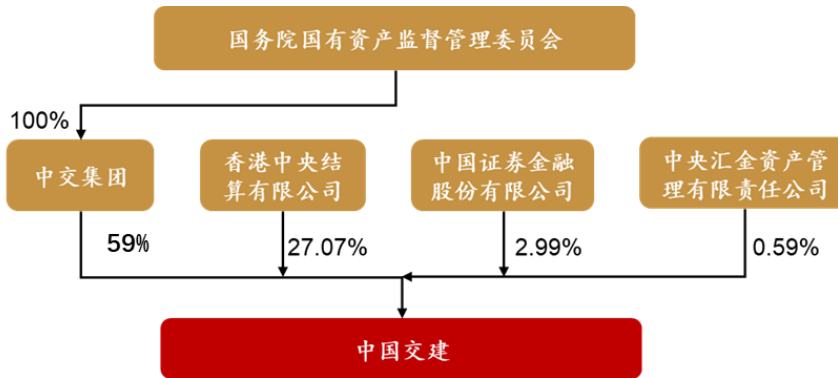 国务院国有资产监督管理委员会
100%
中交集团
香港中央结
算有限公司
中国证券金融
股份有限公司
中央汇金资产管
理有限责任公司
59%
27.07%
2.99%
0.59%
中国交建